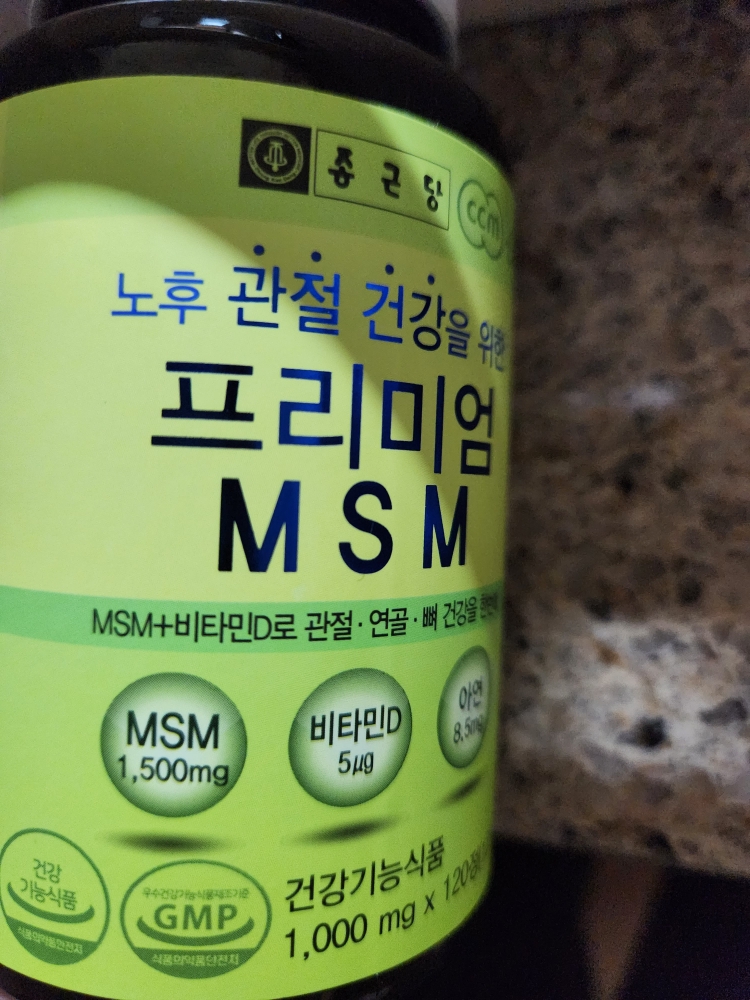 종근당
ccm
노후 관절 건강을 위한
프리미엄
MSM
MSM+비타민D로 관절·연골·뼈 건강을
MSM
1,500mg
비타민D
5μg
아연
8.5mg
건강
기능식품
식품의약품안전처
우수건강기능식품제조기준
GMP
식품의약품안전처
건강기능식품
1,000 mg x 120정